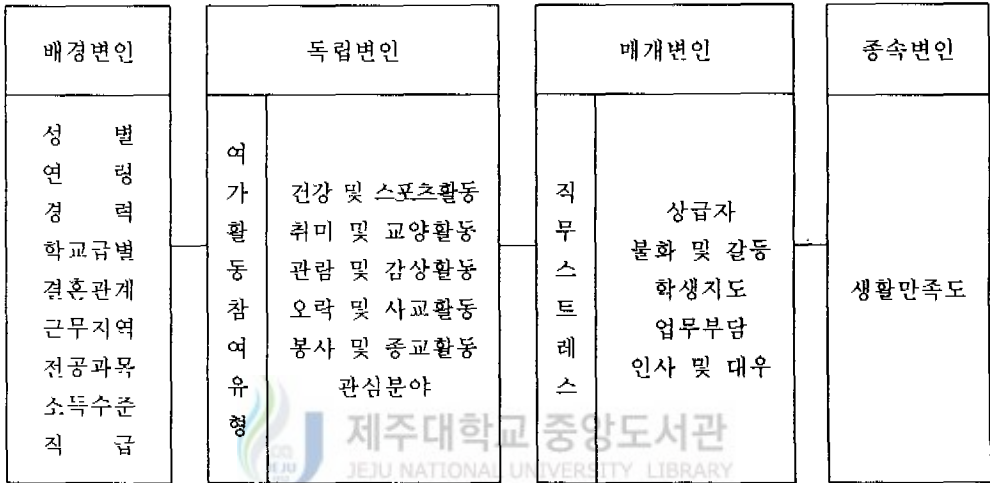 배경변인
독립변인
매개변인
종속변인
성 별
연 령
경 력
학교급별
결혼관계
근무지역
전공과목
소득수준
직 급
여가활동참여유형
건강 및 스포츠활동
취미 및 교양활동
관람 및 감상활동
오락 및 사교활동
봉사 및 종교활동
관심분야
직무스트레스
상급자
불화 및 갈등
학생지도
업무부담
인사 및 대우
생활만족도
제주대학교 중앙도서관
JEJU NATIONAL UNIVERSITY LIBRARY